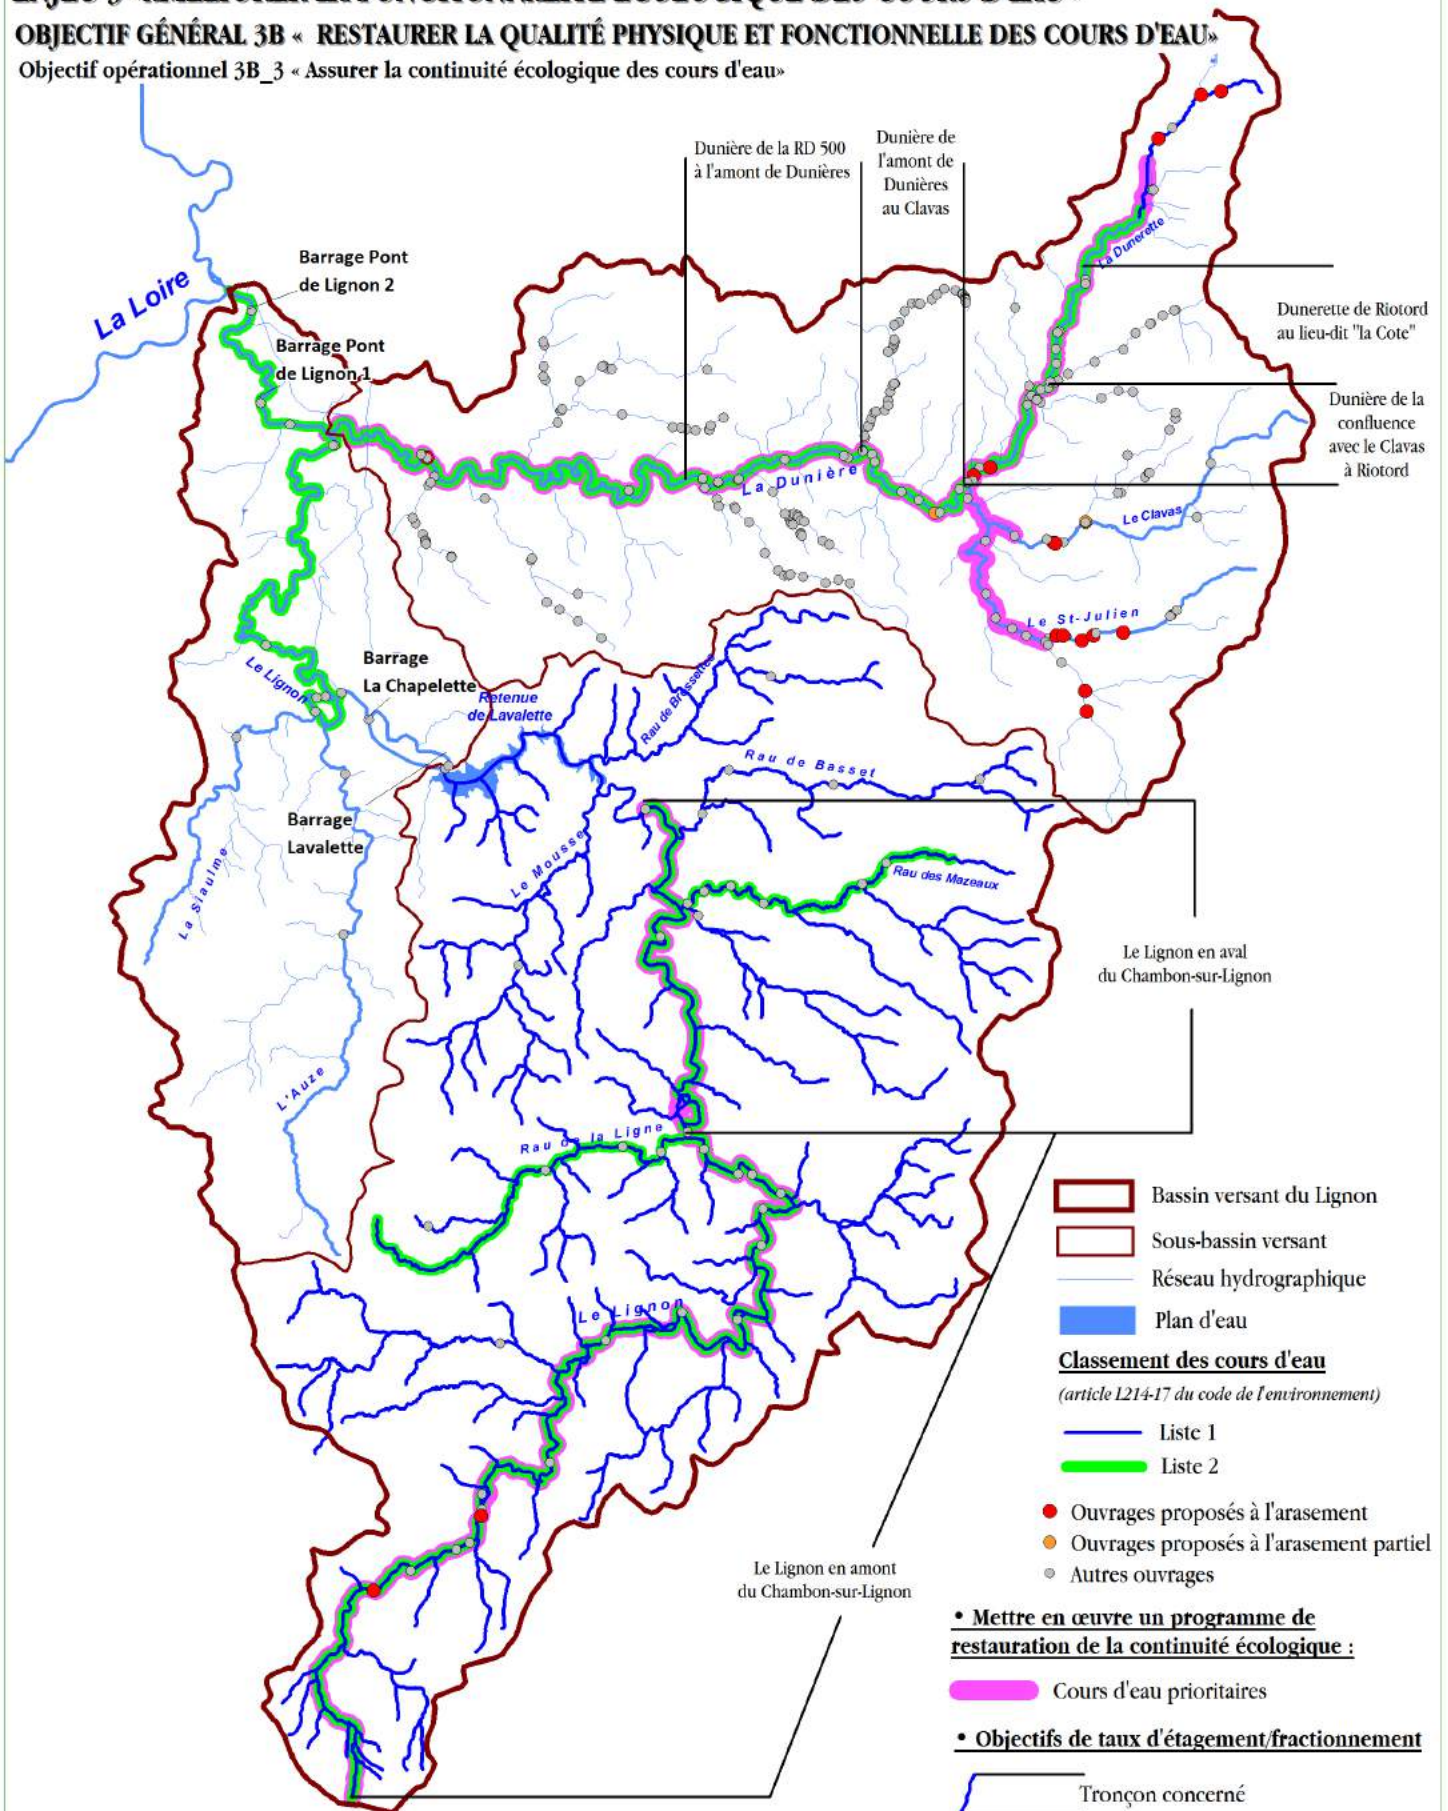 OBJECTIF GÉNÉRAL 3B « RESTAURER LA QUALITÉ PHYSIQUE ET FONCTIONNELLE DES COURS D'EAU»
Objectif opérationnel 3B_3 « Assurer la continuité écologique des cours d'eau»
Dunière de la RD 500
à l'amont de Dunières
Dunière de
l'amont de
Dunières
au Clavas
La Dunerette
La Loire
Barrage Pont
de Lignon 2
Barrage Pont
de Lignon 1
Dunerette de Riotord
au lieu-dit "la Cote"
Dunière de la
confluence
avec le Clavas
à Riotord
La Dunière
Le Clavas
Le St-Julien
Le Lignon
Barrage
La Chapelette
Retenue
de Lavalette
Rau de Brossettes
Rau de Basset
Barrage
Lavalette
Le Mousse
Rau des Mazeaux
La Siaulme
Le Lignon en aval
du Chambon-sur-Lignon
L'Auze
Rau de la Ligne
Le Lignon
Le Lignon en amont
du Chambon-sur-Lignon
Bassin versant du Lignon
Sous-bassin versant
Réseau hydrographique
Plan d'eau
Classement des cours d'eau
(article L214-17 du code de l'environnement)
Liste 1
Liste 2
Ouvrages proposés à l'arasement
Ouvrages proposés à l'arasement partiel
Autres ouvrages
• Mettre en œuvre un programme de
restauration de la continuité écologique :
Cours d'eau prioritaires
• Objectifs de taux d'étagement/fractionnement
Tronçon concerné